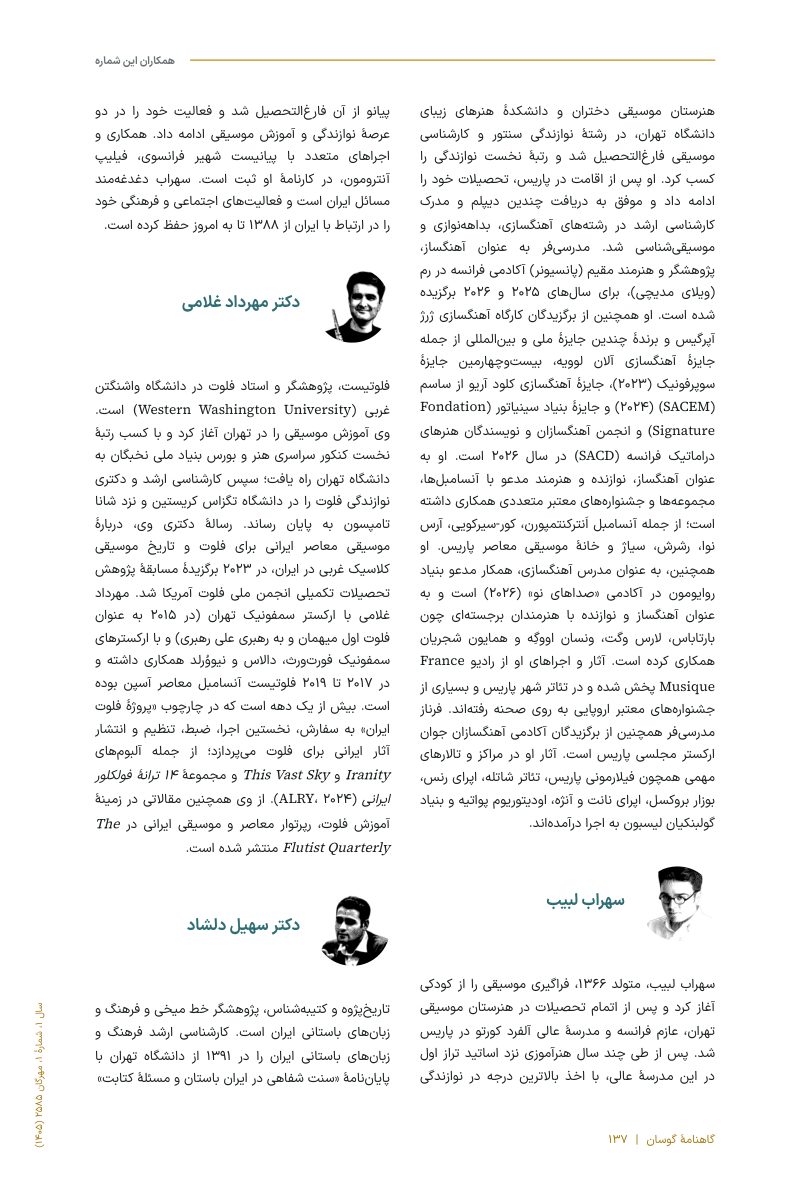 همکاران این شماره
هنرستان موسیقی دختران و دانشکدهٔ هنرهای زیبای
دانشگاه تهران، در رشتهٔ نوازندگی سنتور و کارشناسی
موسیقی فارغ‌التحصیل شد و رتبهٔ نخست نوازندگی را
کسب کرد. او پس از اقامت در پاریس، تحصیلات خود را
ادامه داد و موفق به دریافت چندین دیپلم و مدرک
کارشناسی ارشد در رشته‌های آهنگسازی، بداهه‌نوازی و
موسیقی‌شناسی شد. مدرسی‌فر به عنوان آهنگساز،
پژوهشگر و هنرمند مقیم (پانسیونر) آکادمی فرانسه در رم
(ویلای مدیچی)، برای سال‌های ۲۰۲۵ و ۲۰۲۶ برگزیده
شده است. او همچنین از برگزیدگان کارگاه آهنگسازی ژرژ
آپرگیس و برندهٔ چندین جایزهٔ ملی و بین‌المللی از جمله
جایزهٔ آهنگسازی آلان لوویه، بیست‌وچهارمین جایزهٔ
سوپرفونیک (۲۰۲۳)، جایزهٔ آهنگسازی کلود آریو از ساسم
(SACEM) (۲۰۲۴) و جایزهٔ بنیاد سینیاتور (Fondation
Signature) و انجمن آهنگسازان و نویسندگان هنرهای
دراماتیک فرانسه (SACD) در سال ۲۰۲۶ است. او به
عنوان آهنگساز، نوازنده و هنرمند مدعو با آنسامبل‌ها،
مجموعه‌ها و جشنواره‌های معتبر متعددی همکاری داشته
است؛ از جمله آنسامبل اَنترکنتمپورن، کور-سیرکویی، آرس
نوا، رشرش، سیاژ و خانهٔ موسیقی معاصر پاریس. او
همچنین، به عنوان مدرس آهنگسازی، همکار مدعو بنیاد
روایومون در آکادمی «صداهای نو» (۲۰۲۶) است و به
عنوان آهنگساز و نوازنده با هنرمندان برجسته‌ای چون
بارتاباس، لارس وگت، ونسان اووگه و همایون شجریان
همکاری کرده است. آثار و اجراهای او از رادیو France
Musique پخش شده و در تئاتر شهر پاریس و بسیاری از
جشنواره‌های معتبر اروپایی به روی صحنه رفته‌اند. فرناز
مدرسی‌فر همچنین از برگزیدگان آکادمی آهنگسازان جوان
ارکستر مجلسی پاریس است. آثار او در مراکز و تالارهای
مهمی همچون فیلارمونی پاریس، تئاتر شاتله، اپرای رنس،
بوزار بروکسل، اپرای نانت و آنژه، اودیتوریوم پواتیه و بنیاد
گولبنکیان لیسبون به اجرا درآمده‌اند.
سهراب لبیب
سهراب لبیب، متولد ۱۳۶۶، فراگیری موسیقی را از کودکی
آغاز کرد و پس از اتمام تحصیلات در هنرستان موسیقی
تهران، عازم فرانسه و مدرسهٔ عالی آلفرد کورتو در پاریس
شد. پس از طی چند سال هنرآموزی نزد اساتید تراز اول
در این مدرسهٔ عالی، با اخذ بالاترین درجه در نوازندگی
پیانو از آن فارغ‌التحصیل شد و فعالیت خود را در دو
عرصهٔ نوازندگی و آموزش موسیقی ادامه داد. همکاری و
اجراهای متعدد با پیانیست شهیر فرانسوی، فیلیپ
آنترومون، در کارنامهٔ او ثبت است. سهراب دغدغه‌مند
مسائل ایران است و فعالیت‌های اجتماعی و فرهنگی خود
را در ارتباط با ایران از ۱۳۸۸ تا به امروز حفظ کرده است.
دکتر مهرداد غلامی
فلوتیست، پژوهشگر و استاد فلوت در دانشگاه واشنگتن
غربی (Western Washington University) است.
وی آموزش موسیقی را در تهران آغاز کرد و با کسب رتبهٔ
نخست کنکور سراسری هنر و بورس بنیاد ملی نخبگان به
دانشگاه تهران راه یافت؛ سپس کارشناسی ارشد و دکتری
نوازندگی فلوت را در دانشگاه تگزاس کریستین و نزد شانا
تامپسون به پایان رساند. رسالهٔ دکتری وی، دربارهٔ
موسیقی معاصر ایرانی برای فلوت و تاریخ موسیقی
کلاسیک غربی در ایران، در ۲۰۲۳ برگزیدهٔ مسابقهٔ پژوهش
تحصیلات تکمیلی انجمن ملی فلوت آمریکا شد. مهرداد
غلامی با ارکستر سمفونیک تهران (در ۲۰۱۵ به عنوان
فلوت اول میهمان و به رهبری علی رهبری) و با ارکسترهای
سمفونیک فورت‌ورث، دالاس و نیووُرلد همکاری داشته و
در ۲۰۱۷ تا ۲۰۱۹ فلوتیست آنسامبل معاصر آسپن بوده
است. بیش از یک دهه است که در چارچوب «پروژهٔ فلوت
ایران» به سفارش، نخستین اجرا، ضبط، تنظیم و انتشار
آثار ایرانی برای فلوت می‌پردازد؛ از جمله آلبوم‌های
Iranity و This Vast Sky و مجموعهٔ ۱۴ ترانهٔ فولکلور
ایرانی (ALRY، ۲۰۲۴). از وی همچنین مقالاتی در زمینهٔ
آموزش فلوت، رپرتوار معاصر و موسیقی ایرانی در The
Flutist Quarterly منتشر شده است.
دکتر سهیل دلشاد
تاریخ‌پژوه و کتیبه‌شناس، پژوهشگر خط میخی و فرهنگ و
زبان‌های باستانی ایران است. کارشناسی ارشد فرهنگ و
زبان‌های باستانی ایران را در ۱۳۹۱ از دانشگاه تهران با
پایان‌نامهٔ «سنت شفاهی در ایران باستان و مسئلهٔ کتابت»
سال ۱، شمارهٔ ۱، مهرگان ۲۵۸۵ (۱۴۰۵)
گاهنامهٔ گوسان | ۱۳۷